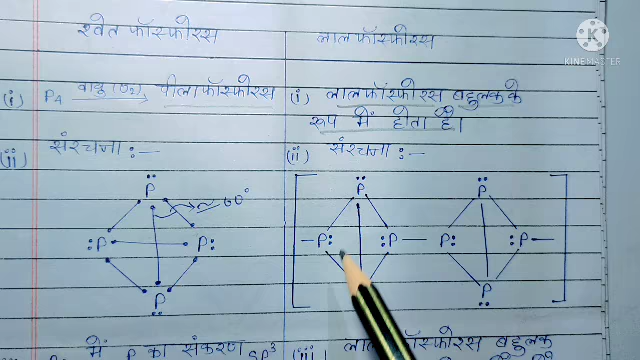 श्वेत फॉस्फोरस
लाल फॉस्फोरस
(i) P₄ वायु → पीला फॉस्फोरस
(i) लाल फॉस्फोरस बहुलक के
रूप में होता है।
(ii) संरचना :—
(ii) संरचना :—
P
60°
P P
P
P P
P P P P
P
में P का संकरण sp³
(iii) लाल फॉस्फोरस बहुलक
KINEMASTER